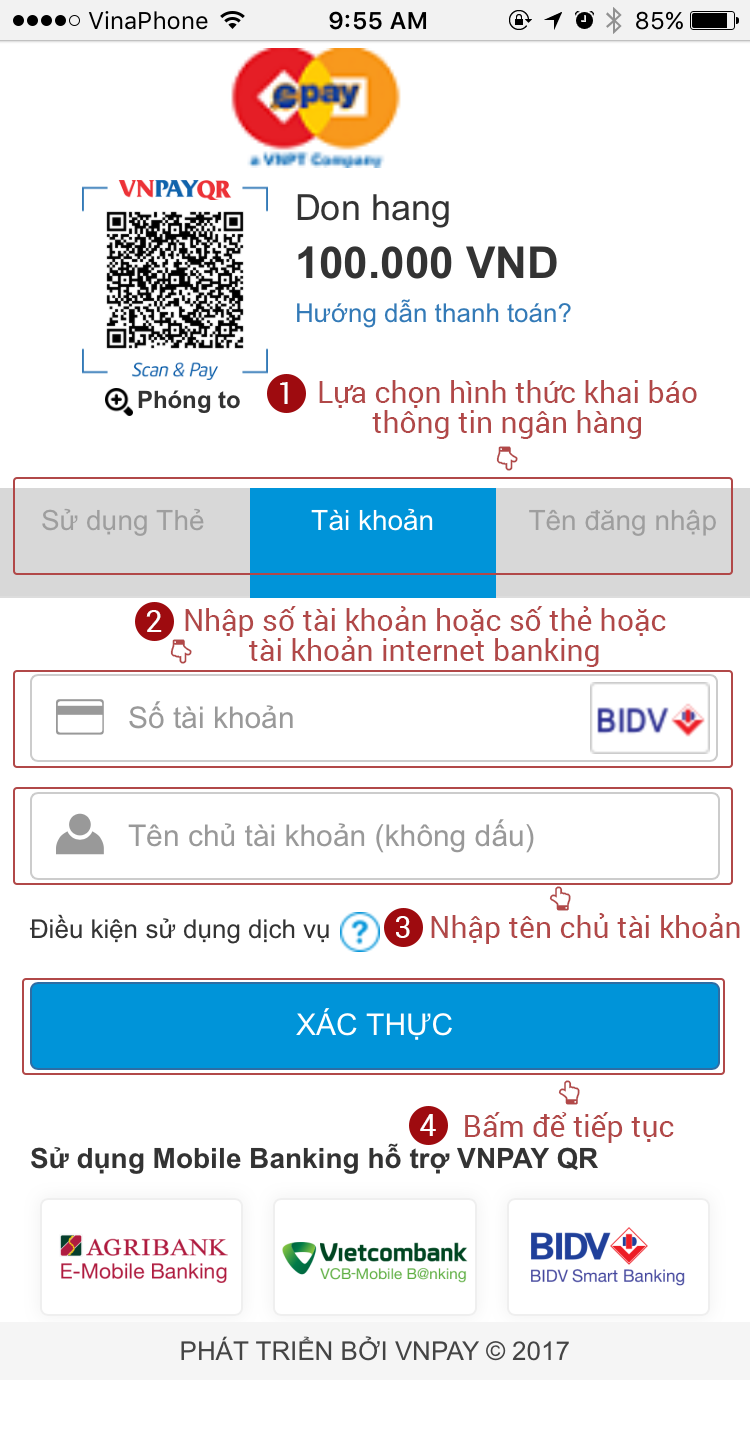 VinaPhone 9:55 AM 85%
epay
a VNPT Company
VNPAYQR
Scan & Pay
Phóng to
Don hang
100.000 VND
Hướng dẫn thanh toán?
1 Lựa chọn hình thức khai báo
thông tin ngân hàng
Sử dụng Thẻ Tài khoản Tên đăng nhập
2 Nhập số tài khoản hoặc số thẻ hoặc
tài khoản internet banking
Số tài khoản BIDV
Tên chủ tài khoản (không dấu)
Điều kiện sử dụng dịch vụ ? 3 Nhập tên chủ tài khoản
XÁC THỰC
4 Bấm để tiếp tục
Sử dụng Mobile Banking hỗ trợ VNPAY QR
AGRIBANK
E-Mobile Banking
Vietcombank
VCB-Mobile B@nking
BIDV
BIDV Smart Banking
PHÁT TRIỂN BỞI VNPAY © 2017